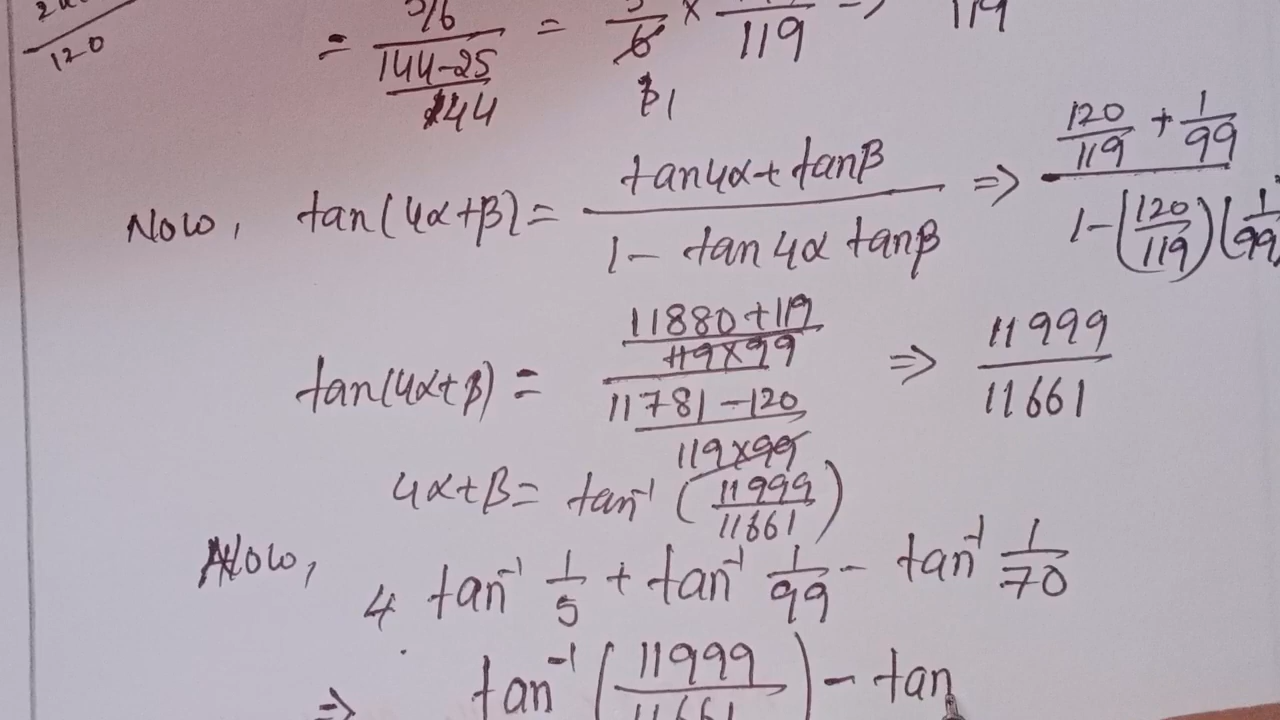 120
= 5/6 / (144-25 / 144) = 5/6 × /119 ⇒ 119
1
Now, tan(4α+β) = tan4α+tanβ / 1- tan4α tanβ ⇒ 120/119 + 1/99 / 1-(120/119)(1/99
tan(4α+β) = 11880+119 / 119×99 / 11781-120 / 119×99 ⇒ 11999/11661
4α+β = tan⁻¹(11999/11661)
Now,
4 tan⁻¹ 1/5 + tan⁻¹ 1/99 - tan⁻¹ 1/70
⇒ tan⁻¹(11999/11661) - tan